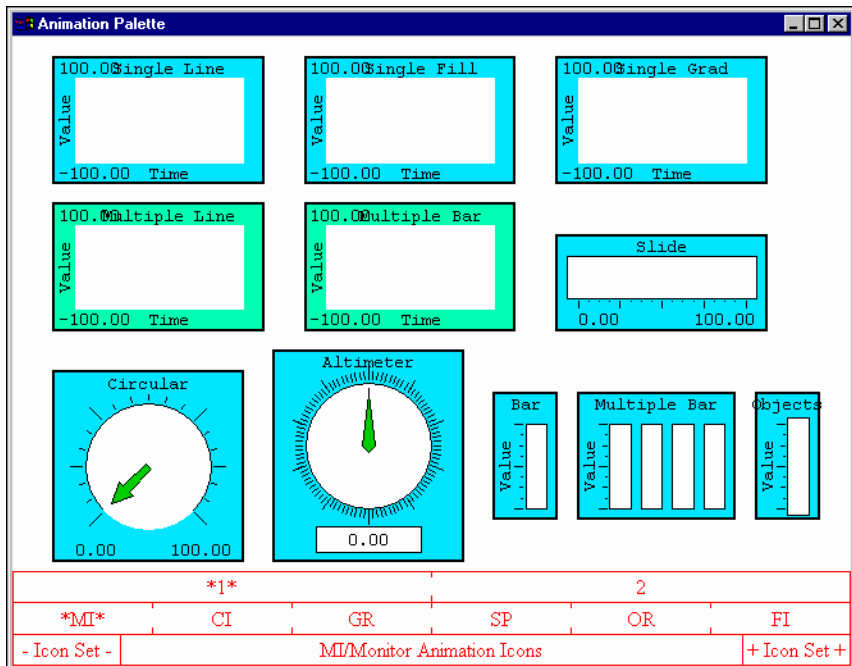 Animation Palette
100.00 Single Line
Value
-100.00 Time
100.00 Single Fill
Value
-100.00 Time
100.00 Single Grad
Value
-100.00 Time
100.00 Multiple Line
Value
-100.00 Time
100.00 Multiple Bar
Value
-100.00 Time
Slide
0.00 100.00
Circular
0.00 100.00
Altimeter
0.00
Bar
Value
Multiple Bar
Value
Objects
Value
*1* 2
*MI* CI GR SP OR FI
- Icon Set - MI/Monitor Animation Icons + Icon Set +